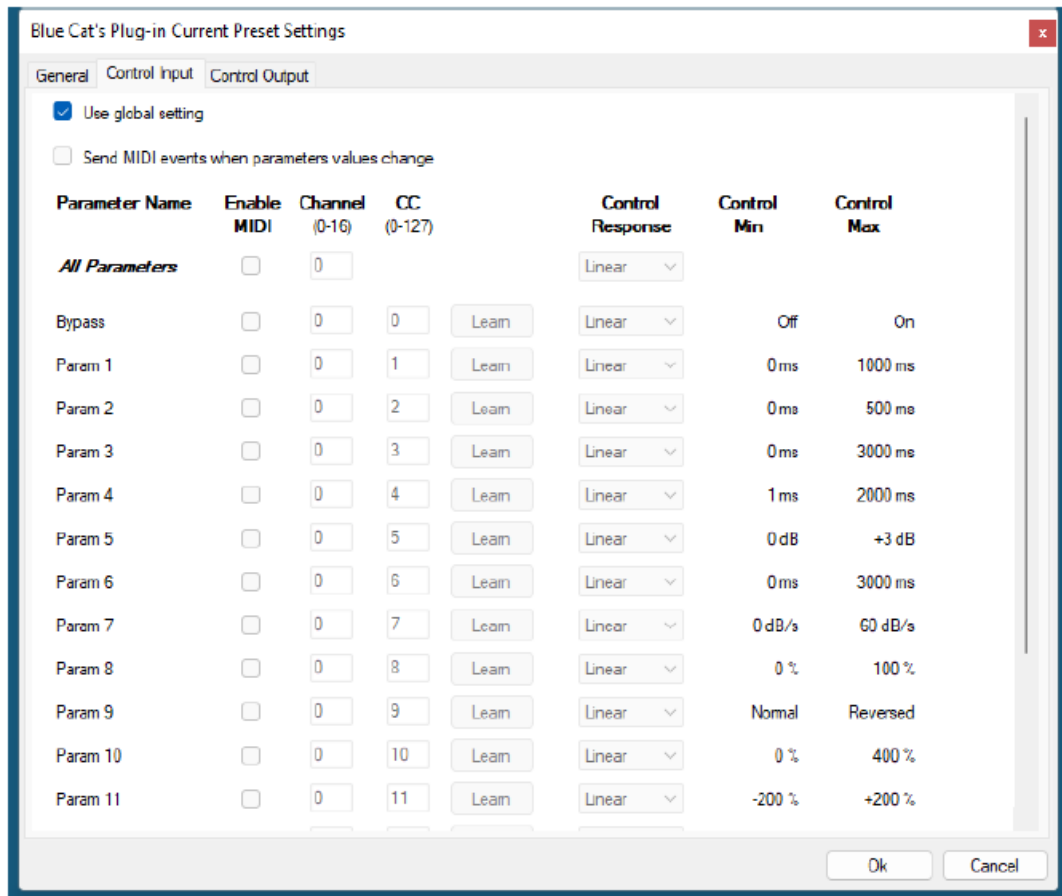 Blue Cat's Plug-in Current Preset Settings x
General Control Input Control Output
Use global setting
Send MIDI events when parameters values change
Parameter Name Enable MIDI Channel (0-16) CC (0-127) Control Response Control Min Control Max
All Parameters 0 Linear
Bypass 0 0 Learn Linear Off On
Param 1 0 1 Learn Linear 0 ms 1000 ms
Param 2 0 2 Learn Linear 0 ms 500 ms
Param 3 0 3 Learn Linear 0 ms 3000 ms
Param 4 0 4 Learn Linear 1 ms 2000 ms
Param 5 0 5 Learn Linear 0 dB +3 dB
Param 6 0 6 Learn Linear 0 ms 3000 ms
Param 7 0 7 Learn Linear 0 dB/s 60 dB/s
Param 8 0 8 Learn Linear 0 % 100 %
Param 9 0 9 Learn Linear Normal Reversed
Param 10 0 10 Learn Linear 0 % 400 %
Param 11 0 11 Learn Linear -200 % +200 %
Ok Cancel